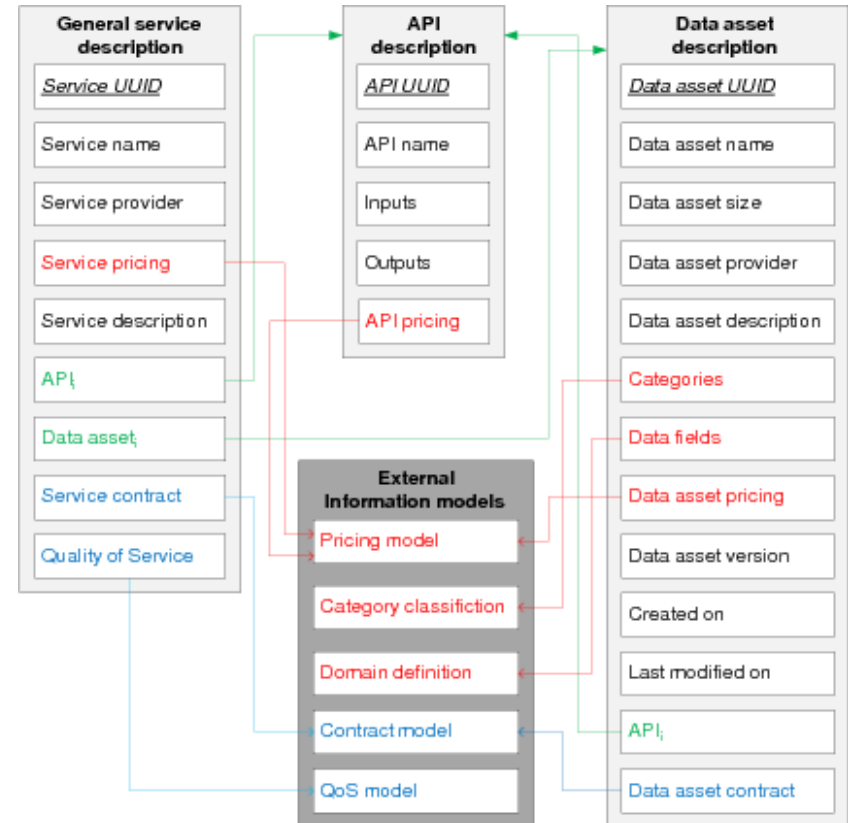 General service
description
Service UUID
Service name
Service provider
Service pricing
Service description
APIᵢ
Data assetᵢ
Service contract
Quality of Service
API
description
API UUID
API name
Inputs
Outputs
API pricing
External
Information models
Pricing model
Category classifiction
Domain definition
Contract model
QoS model
Data asset
description
Data asset UUID
Data asset name
Data asset size
Data asset provider
Data asset description
Categories
Data fields
Data asset pricing
Data asset version
Created on
Last modified on
APIᵢ
Data asset contract